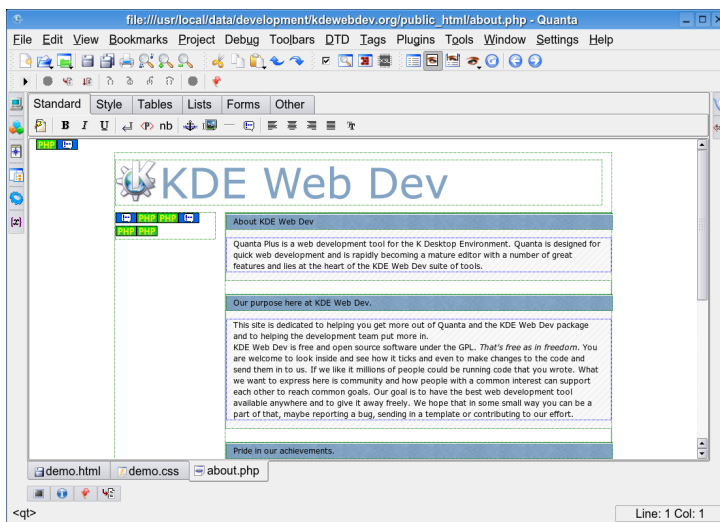 file:///usr/local/data/development/kdewebdev.org/public_html/about.php - Quanta
File Edit View Bookmarks Project Debug Toolbars DTD Tags Plugins Tools Window Settings Help
Standard Style Tables Lists Forms Other
B I U <P> nb
PHP
KDE Web Dev
PHP PHP
PHP PHP
About KDE Web Dev
Quanta Plus is a web development tool for the K Desktop Environment. Quanta is designed for
quick web development and is rapidly becoming a mature editor with a number of great
features and lies at the heart of the KDE Web Dev suite of tools.
Our purpose here at KDE Web Dev.
This site is dedicated to helping you get more out of Quanta and the KDE Web Dev package
and to helping the development team put more in.
KDE Web Dev is free and open source software under the GPL. That's free as in freedom. You
are welcome to look inside and see how it ticks and even to make changes to the code and
send them in to us. If we like it millions of people could be running code that you wrote. What
we want to express here is community and how people with a common interest can support
each other to reach common goals. Our goal is to have the best web development tool
available anywhere and to give it away freely. We hope that in some small way you can be a
part of that, maybe reporting a bug, sending in a template or contributing to our effort.
Pride in our achievements.
demo.html demo.css about.php
<qt> Line: 1 Col: 1